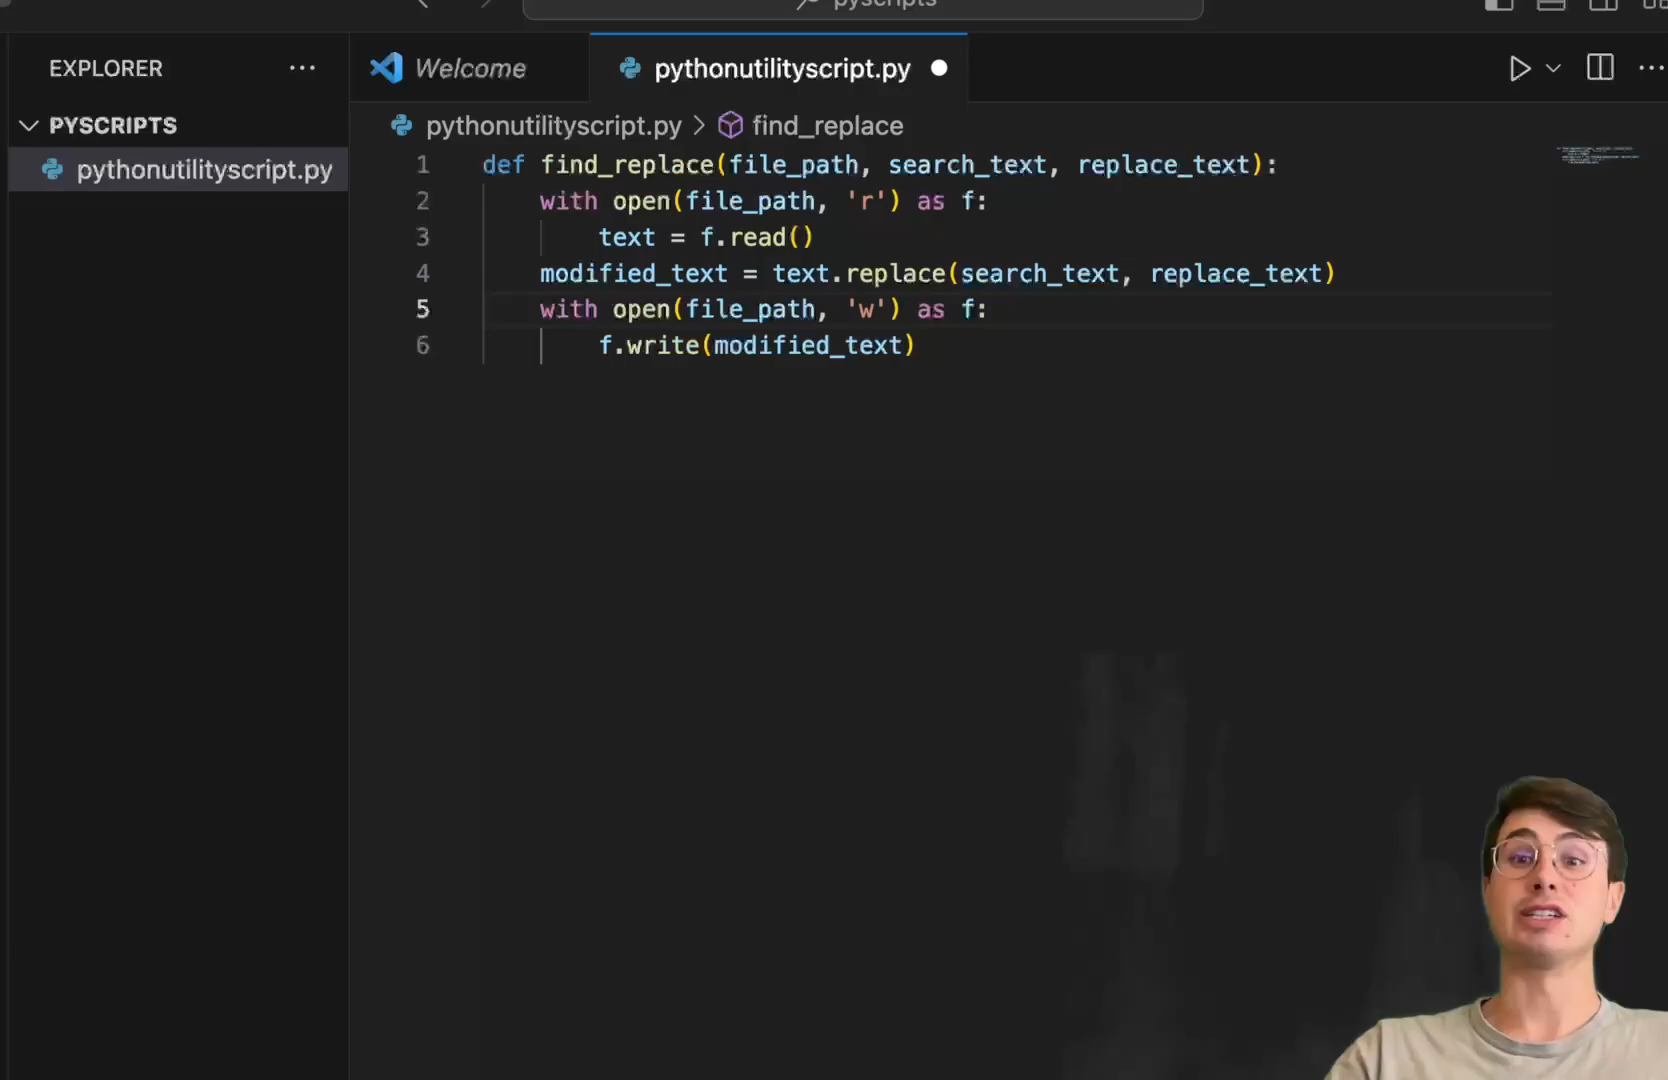 pyscripts
EXPLORER
Welcome
pythonutilityscript.py
PYSCRIPTS
pythonutilityscript.py
pythonutilityscript.py > find_replace
1 def find_replace(file_path, search_text, replace_text):
2 with open(file_path, 'r') as f:
3 text = f.read()
4 modified_text = text.replace(search_text, replace_text)
5 with open(file_path, 'w') as f:
6 f.write(modified_text)